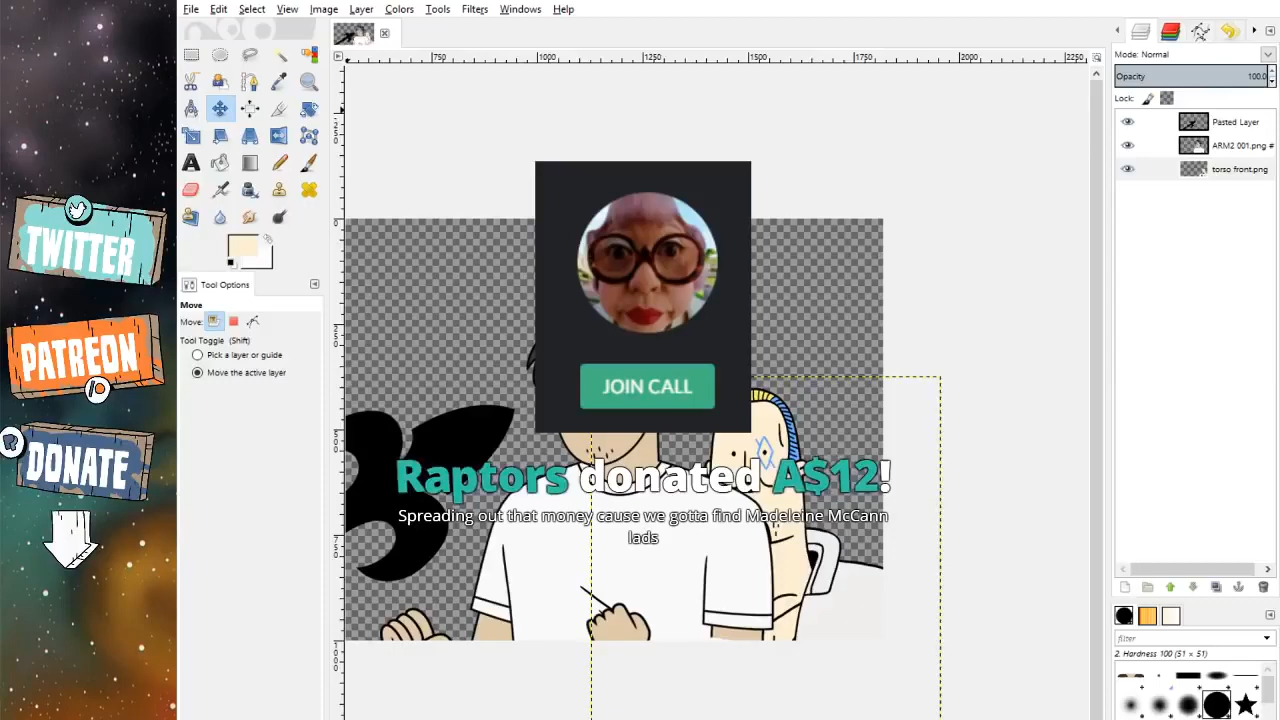 File Edit Select View Image Layer Colors Tools Filters Windows Help
750 1000 1250 1500 1750 2000 2250
Mode: Normal
Opacity 100.0
Lock:
Pasted Layer
ARM2 001.png #
torso front.png
TWITTER
PATREON
DONATE
Tool Options
Move
Move:
Tool Toggle (Shift)
Pick a layer or guide
Move the active layer
JOIN CALL
Raptors donated A$12!
Spreading out that money cause we gotta find Madeleine McCann
lads
filter
2. Hardness 100 (51 × 51)